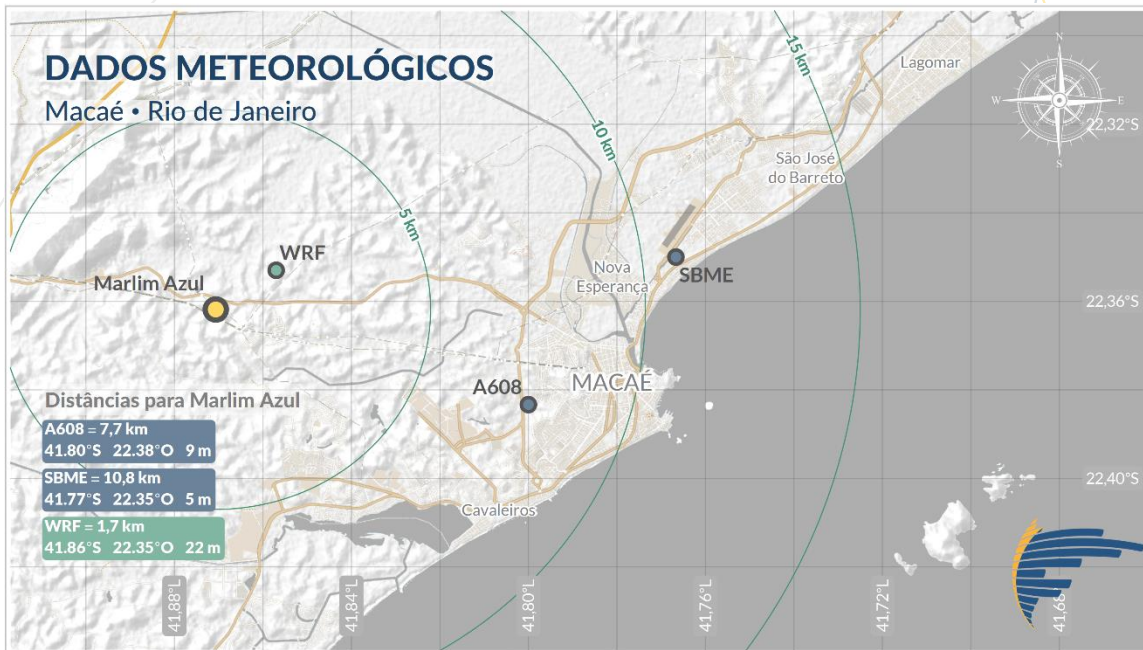 DADOS METEOROLÓGICOS
Macaé • Rio de Janeiro
15 km
Lagomar
N
W E
S
22,32°S
10 km
São José
do Barreto
5 km
WRF
SBME
Nova
Esperança
Marlim Azul
22,36°S
A608
MACAÉ
Distâncias para Marlim Azul
A608 = 7,7 km
41.80°S 22.38°O 9 m
SBME = 10,8 km
41.77°S 22.35°O 5 m
WRF = 1,7 km
41.86°S 22.35°O 22 m
22,40°S
Cavaleiros
41,88°L
41,84°L
41,80°L
41,76°L
41,72°L
41,68°L